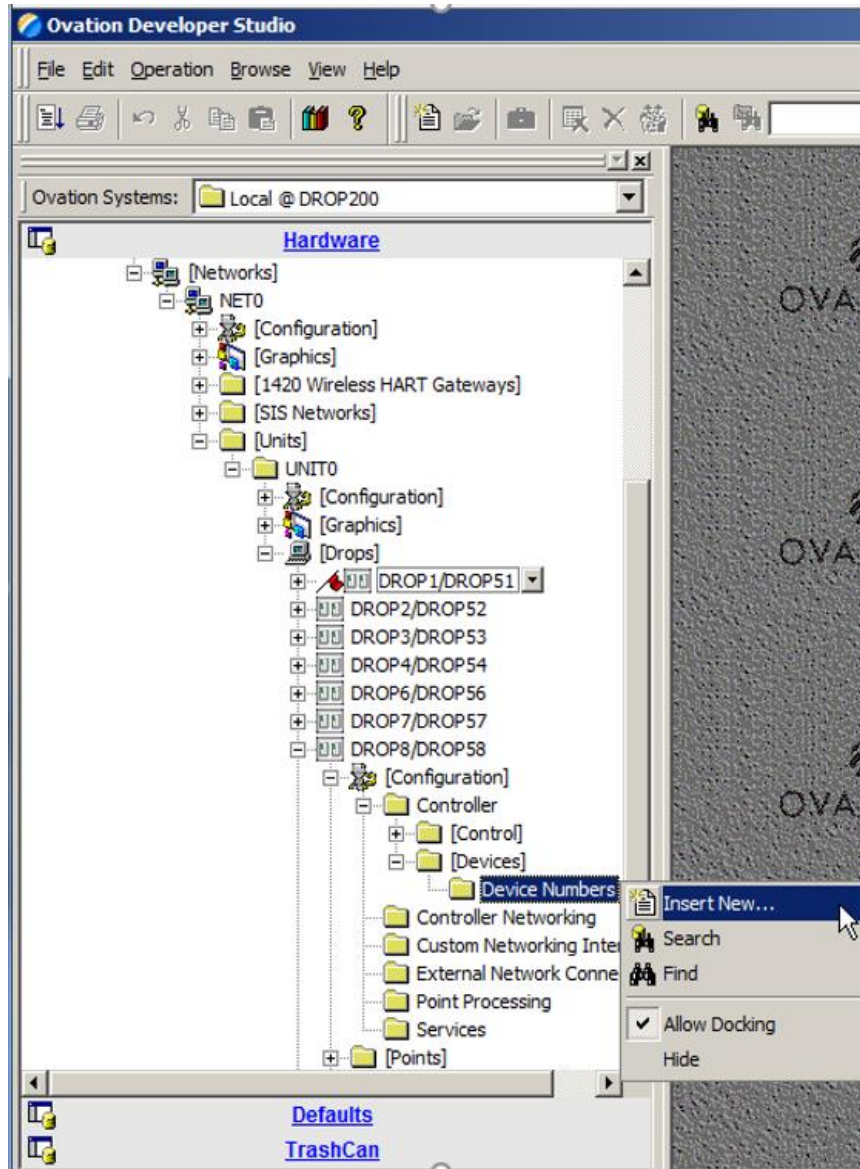 Ovation Developer Studio
File Edit Operation Browse View Help
Ovation Systems: Local @ DROP200
Hardware
[Networks]
NET0
[Configuration]
[Graphics]
[1420 Wireless HART Gateways]
[SIS Networks]
[Units]
UNIT0
[Configuration]
[Graphics]
[Drops]
DROP1/DROP51
DROP2/DROP52
DROP3/DROP53
DROP4/DROP54
DROP6/DROP56
DROP7/DROP57
DROP8/DROP58
[Configuration]
Controller
[Control]
[Devices]
Device Numbers
Insert New...
Controller Networking
Search
Custom Networking Inter
Find
External Network Conne
Point Processing
Allow Docking
Services
Hide
[Points]
Defaults
TrashCan
OVA
OVA
OVA